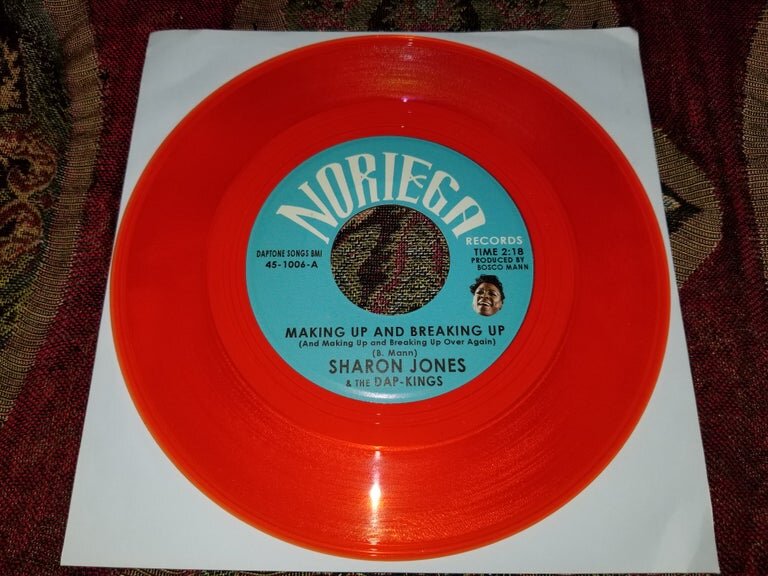 NORIEGA
RECORDS
DAPTONE SONGS BMI
45-1006-A
TIME 2:18
PRODUCED BY
BOSCO MANN
MAKING UP AND BREAKING UP
(And Making Up and Breaking Up Over Again)
(B. Mann)
SHARON JONES
& THE DAP-KINGS